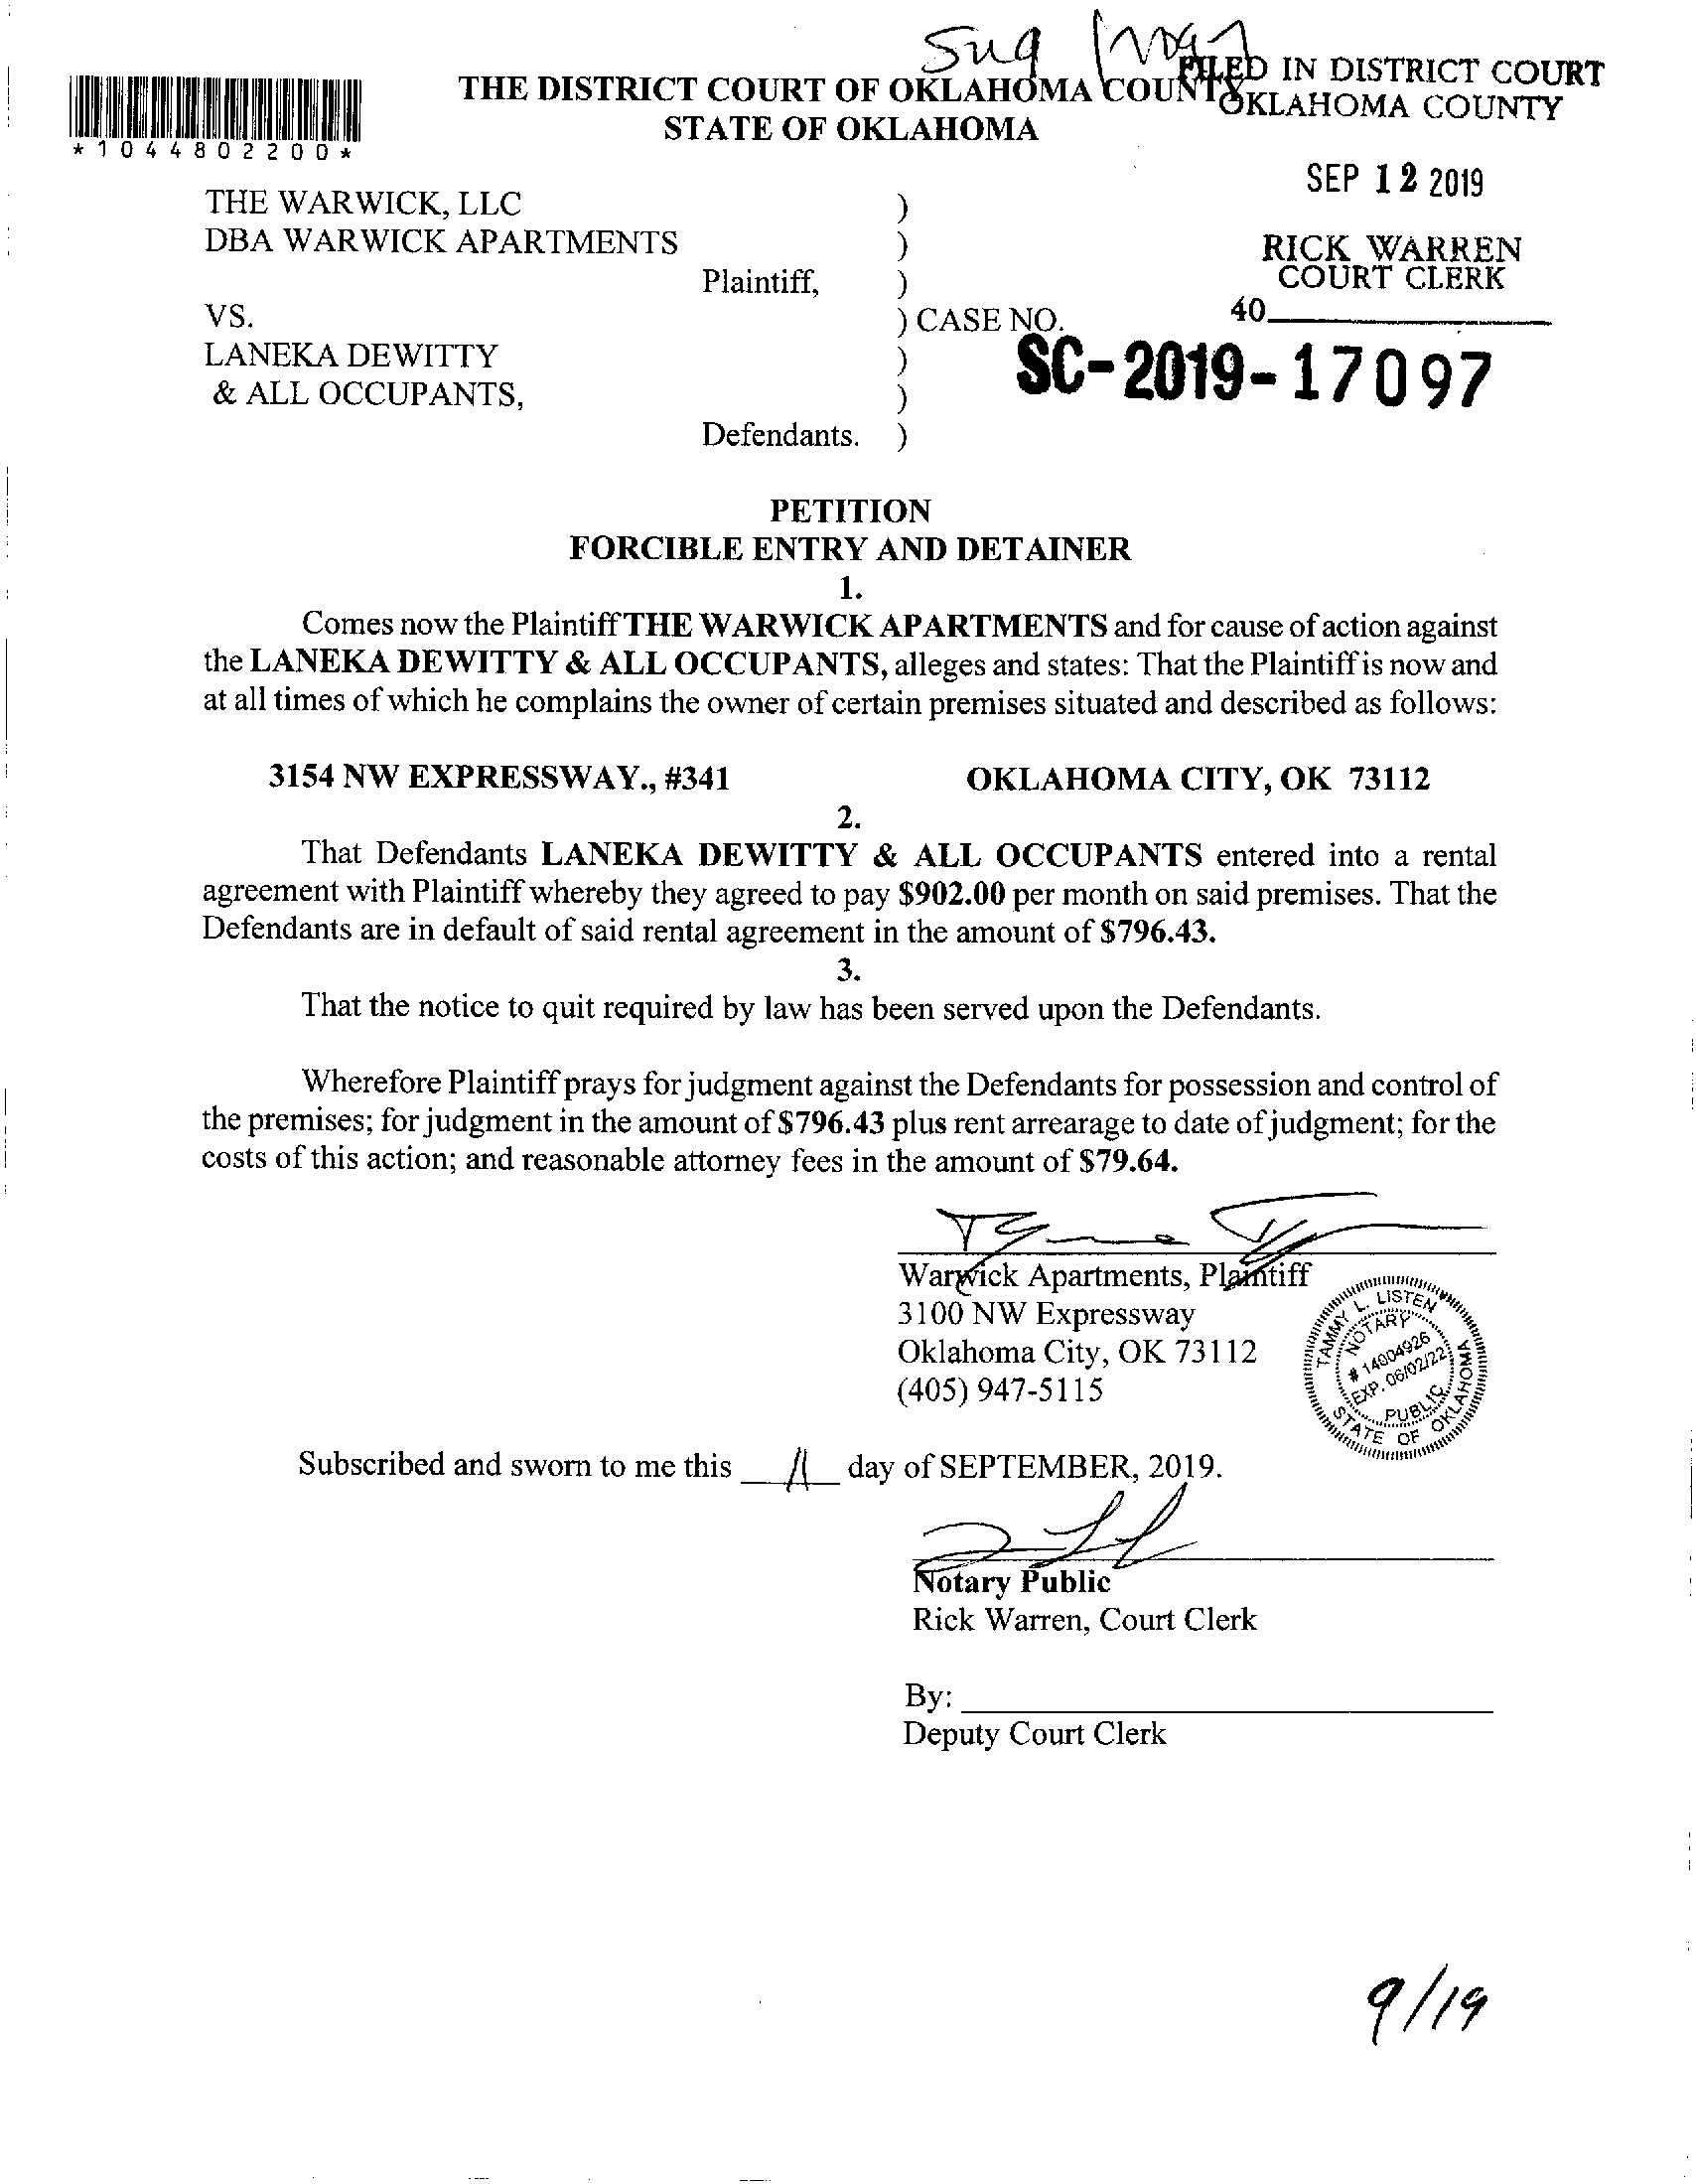 THE DISTRICT COURT OF OKLAHOMA COUNTY
STATE OF OKLAHOMA
FILED IN DISTRICT COURT
OKLAHOMA COUNTY
*1044802200*
SEP 12 2019
RICK WARREN
COURT CLERK
40
THE WARWICK, LLC )
DBA WARWICK APARTMENTS )
Plaintiff, )
VS. ) CASE NO.
SC-2019-17097
LANEKA DEWITTY )
& ALL OCCUPANTS, )
Defendants. )
PETITION
FORCIBLE ENTRY AND DETAINER
1.
Comes now the Plaintiff THE WARWICK APARTMENTS and for cause of action against
the LANEKA DEWITTY & ALL OCCUPANTS, alleges and states: That the Plaintiff is now and
at all times of which he complains the owner of certain premises situated and described as follows:
3154 NW EXPRESSWAY., #341 OKLAHOMA CITY, OK 73112
2.
That Defendants LANEKA DEWITTY & ALL OCCUPANTS entered into a rental
agreement with Plaintiff whereby they agreed to pay $902.00 per month on said premises. That the
Defendants are in default of said rental agreement in the amount of $796.43.
3.
That the notice to quit required by law has been served upon the Defendants.
Wherefore Plaintiff prays for judgment against the Defendants for possession and control of
the premises; for judgment in the amount of $796.43 plus rent arrearage to date of judgment; for the
costs of this action; and reasonable attorney fees in the amount of $79.64.
Warwick Apartments, Plaintiff
3100 NW Expressway
Oklahoma City, OK 73112
(405) 947-5115
TAMMY L. LISTEN
NOTARY
# 14004926
EXP. 06/02/22
PUBLIC
STATE OF OKLAHOMA
Subscribed and sworn to me this 11 day of SEPTEMBER, 2019.
Notary Public
Rick Warren, Court Clerk
By:
Deputy Court Clerk
9/19